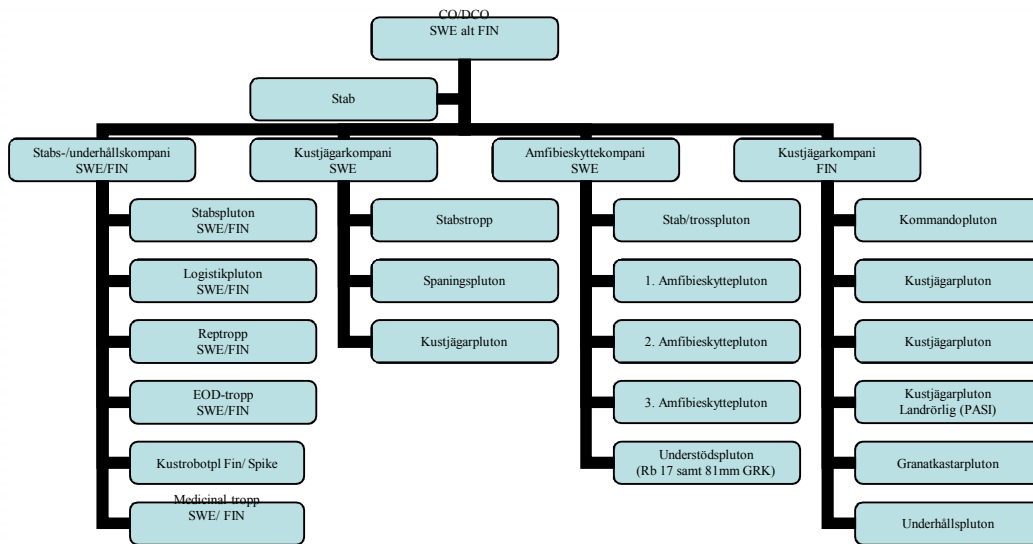 CO/DCO
SWE alt FIN
Stab
Stabs-/underhållskompani
SWE/FIN
Kustjägarkompani
SWE
Amfibieskyttekompani
SWE
Kustjägarkompani
FIN
Stabspluton
SWE/FIN
Logistikpluton
SWE/FIN
Reptropp
SWE/FIN
EOD-tropp
SWE/FIN
Kustrobotpl Fin/ Spike
Medicinal tropp
SWE/ FIN
Stabstropp
Spaningspluton
Kustjägarpluton
Stab/trosspluton
1. Amfibieskyttepluton
2. Amfibieskyttepluton
3. Amfibieskyttepluton
Understödspluton
(Rb 17 samt 81mm GRK)
Kommandopluton
Kustjägarpluton
Kustjägarpluton
Kustjägarpluton
Landrörlig (PASI)
Granatkastarpluton
Underhållspluton